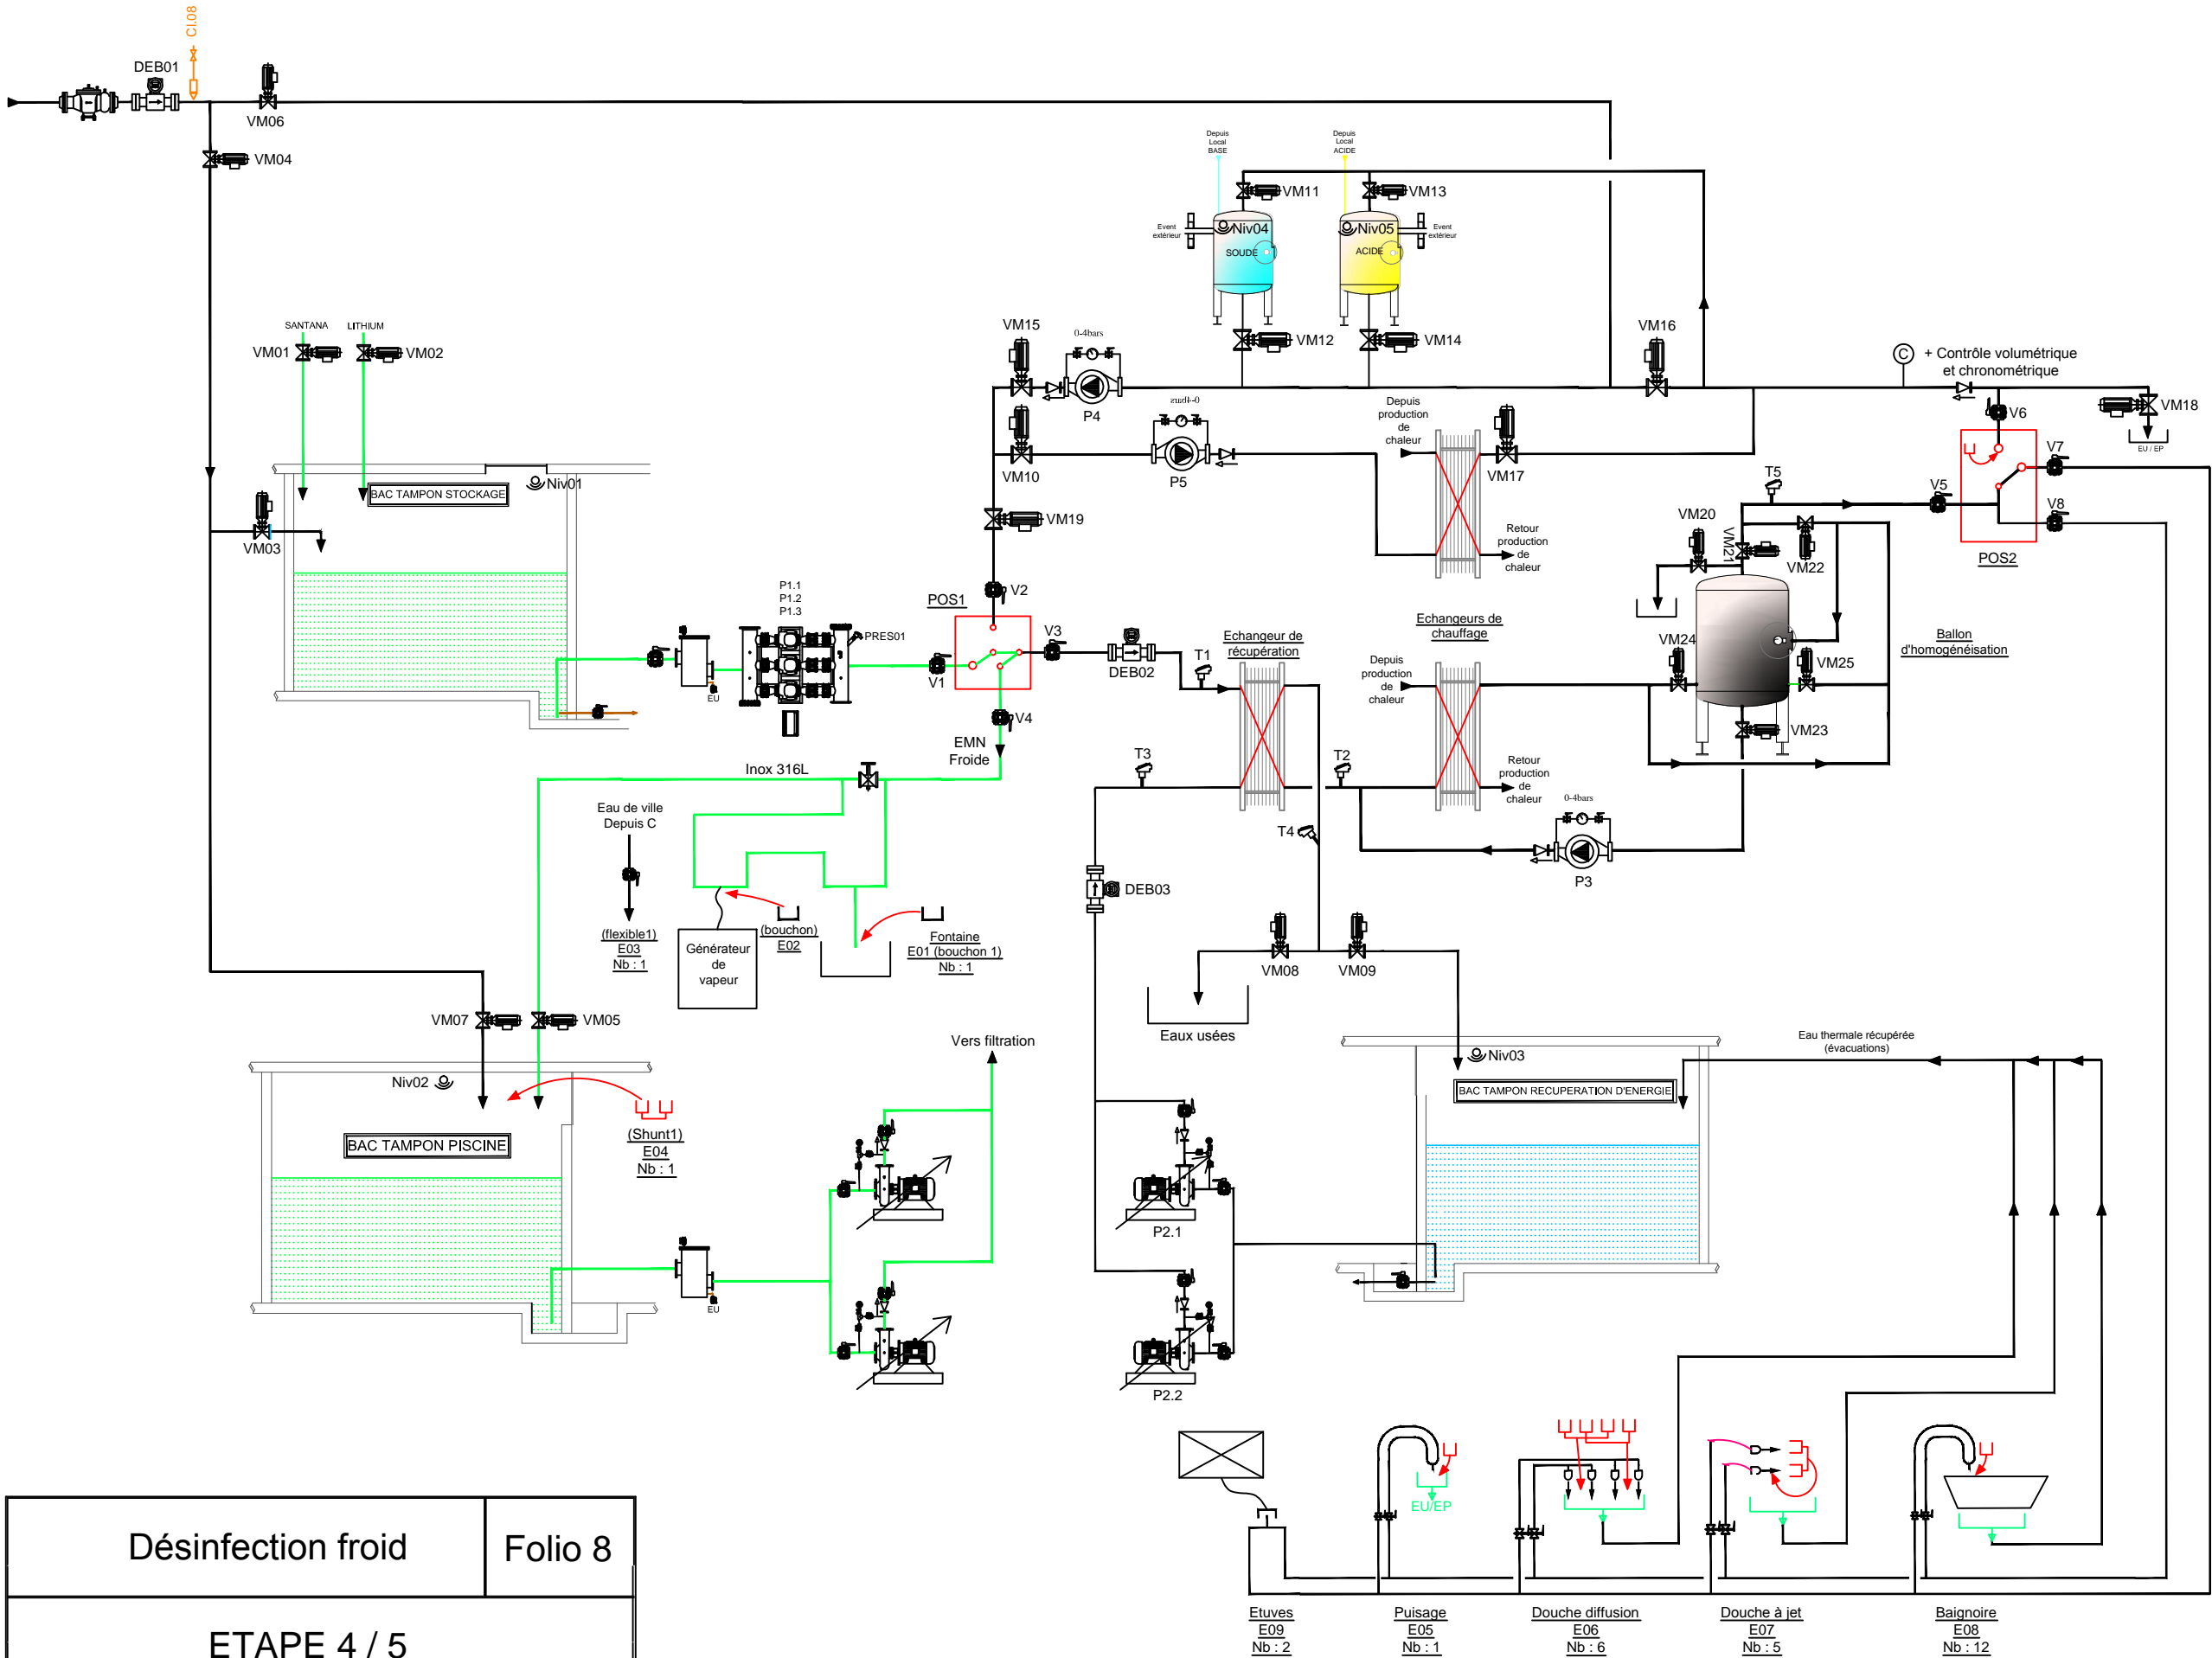 CI.08
DEB01
VM06
VM04
Depuis
Local
BASE
Depuis
Local
ACIDE
VM11
VM13
Event
extérieur
Niv04
SOUDE
Niv05
ACIDE
Event
extérieur
VM12
VM14
SANTANA
LITHIUM
VM01
VM02
VM15
0-4bars
P4
VM16
C
+ Contrôle volumétrique
et chronométrique
V6
VM18
EU / EP
BAC TAMPON STOCKAGE
Niv01
VM03
VM10
0-4bars
P5
Depuis
production
de
chaleur
VM17
Retour
production
de
chaleur
VM19
T5
V5
V7
V8
POS2
VM20
VM21
VM22
P1.1
P1.2
P1.3
PRES01
EU
POS1
V2
V1
V3
V4
DEB02
T1
Echangeur de
récupération
Echangeurs de
chauffage
Depuis
production
de
chaleur
VM24
VM25
VM23
Ballon
d'homogénéisation
EMN
Froide
Inox 316L
T3
T2
T4
Retour
production
de
chaleur
0-4bars
P3
Eau de ville
Depuis C
(flexible1)
E03
Nb : 1
Générateur
de
vapeur
(bouchon)
E02
Fontaine
E01 (bouchon 1)
Nb : 1
DEB03
VM08
VM09
Eaux usées
VM07
VM05
Niv02
BAC TAMPON PISCINE
(Shunt1)
E04
Nb : 1
Vers filtration
Niv03
BAC TAMPON RECUPERATION D'ENERGIE
Eau thermale récupérée
(évacuations)
EU
P2.1
P2.2
EU/EP
Etuves
E09
Nb : 2
Puisage
E05
Nb : 1
Douche diffusion
E06
Nb : 6
Douche à jet
E07
Nb : 5
Baignoire
E08
Nb : 12
Désinfection froid
Folio 8
ETAPE 4 / 5